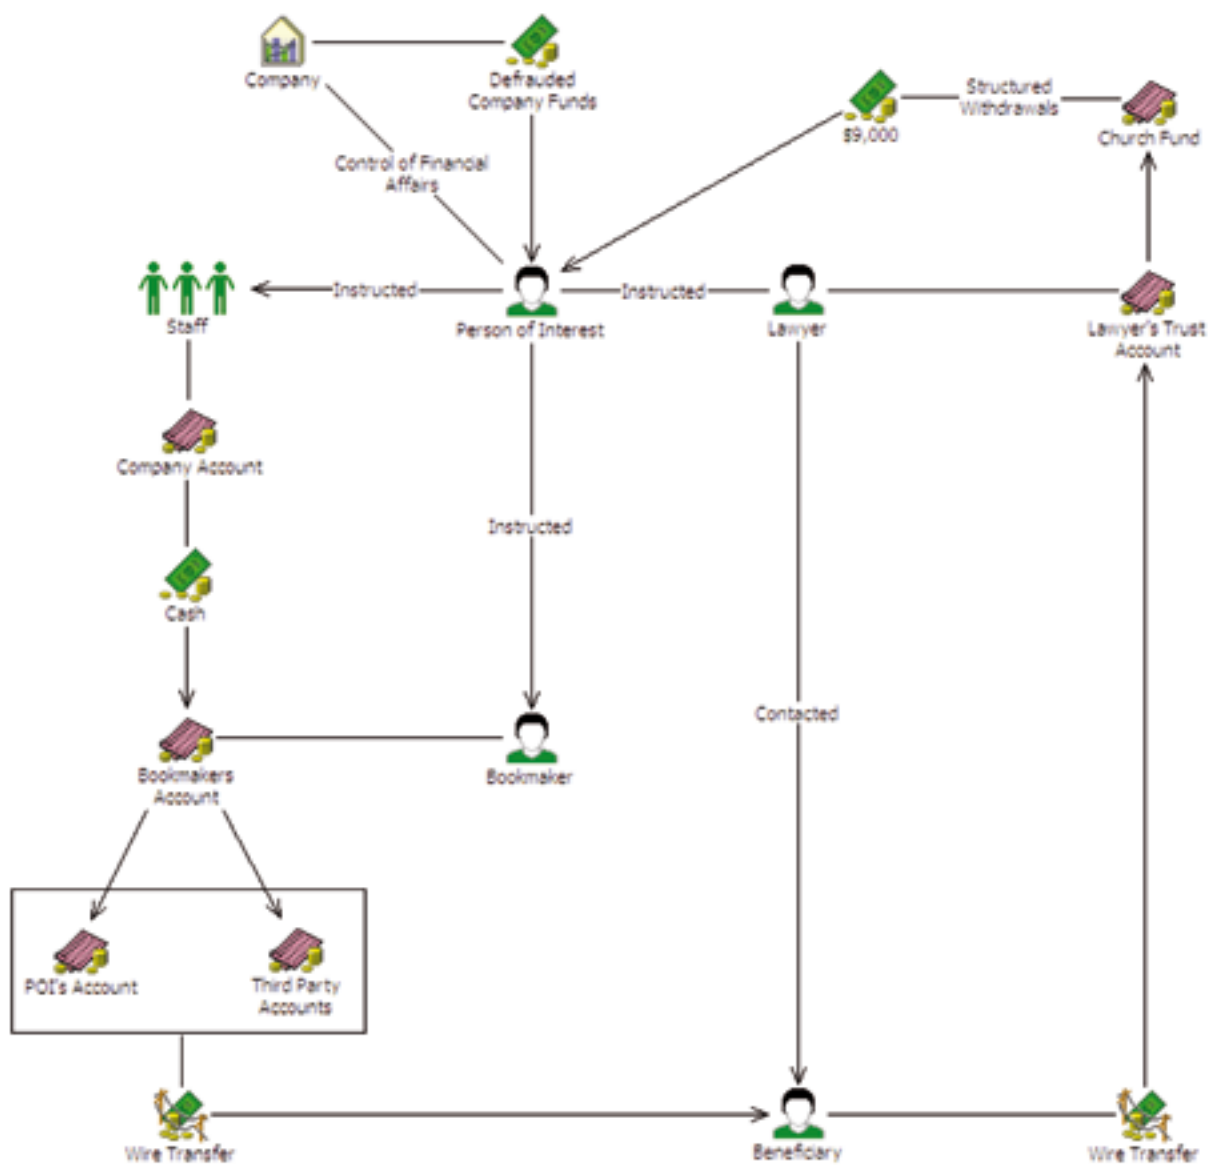 Company
Defrauded
Company Funds
$9,000
Structured
Withdrawals
Church Fund
Control of Financial
Affairs
Staff
Instructed
Person of Interest
Instructed
Lawyer
Lawyer's Trust
Account
Company Account
Instructed
Cash
Contacted
Bookmakers
Account
Bookmaker
POI's Account
Third Party
Accounts
Wire Transfer
Beneficiary
Wire Transfer